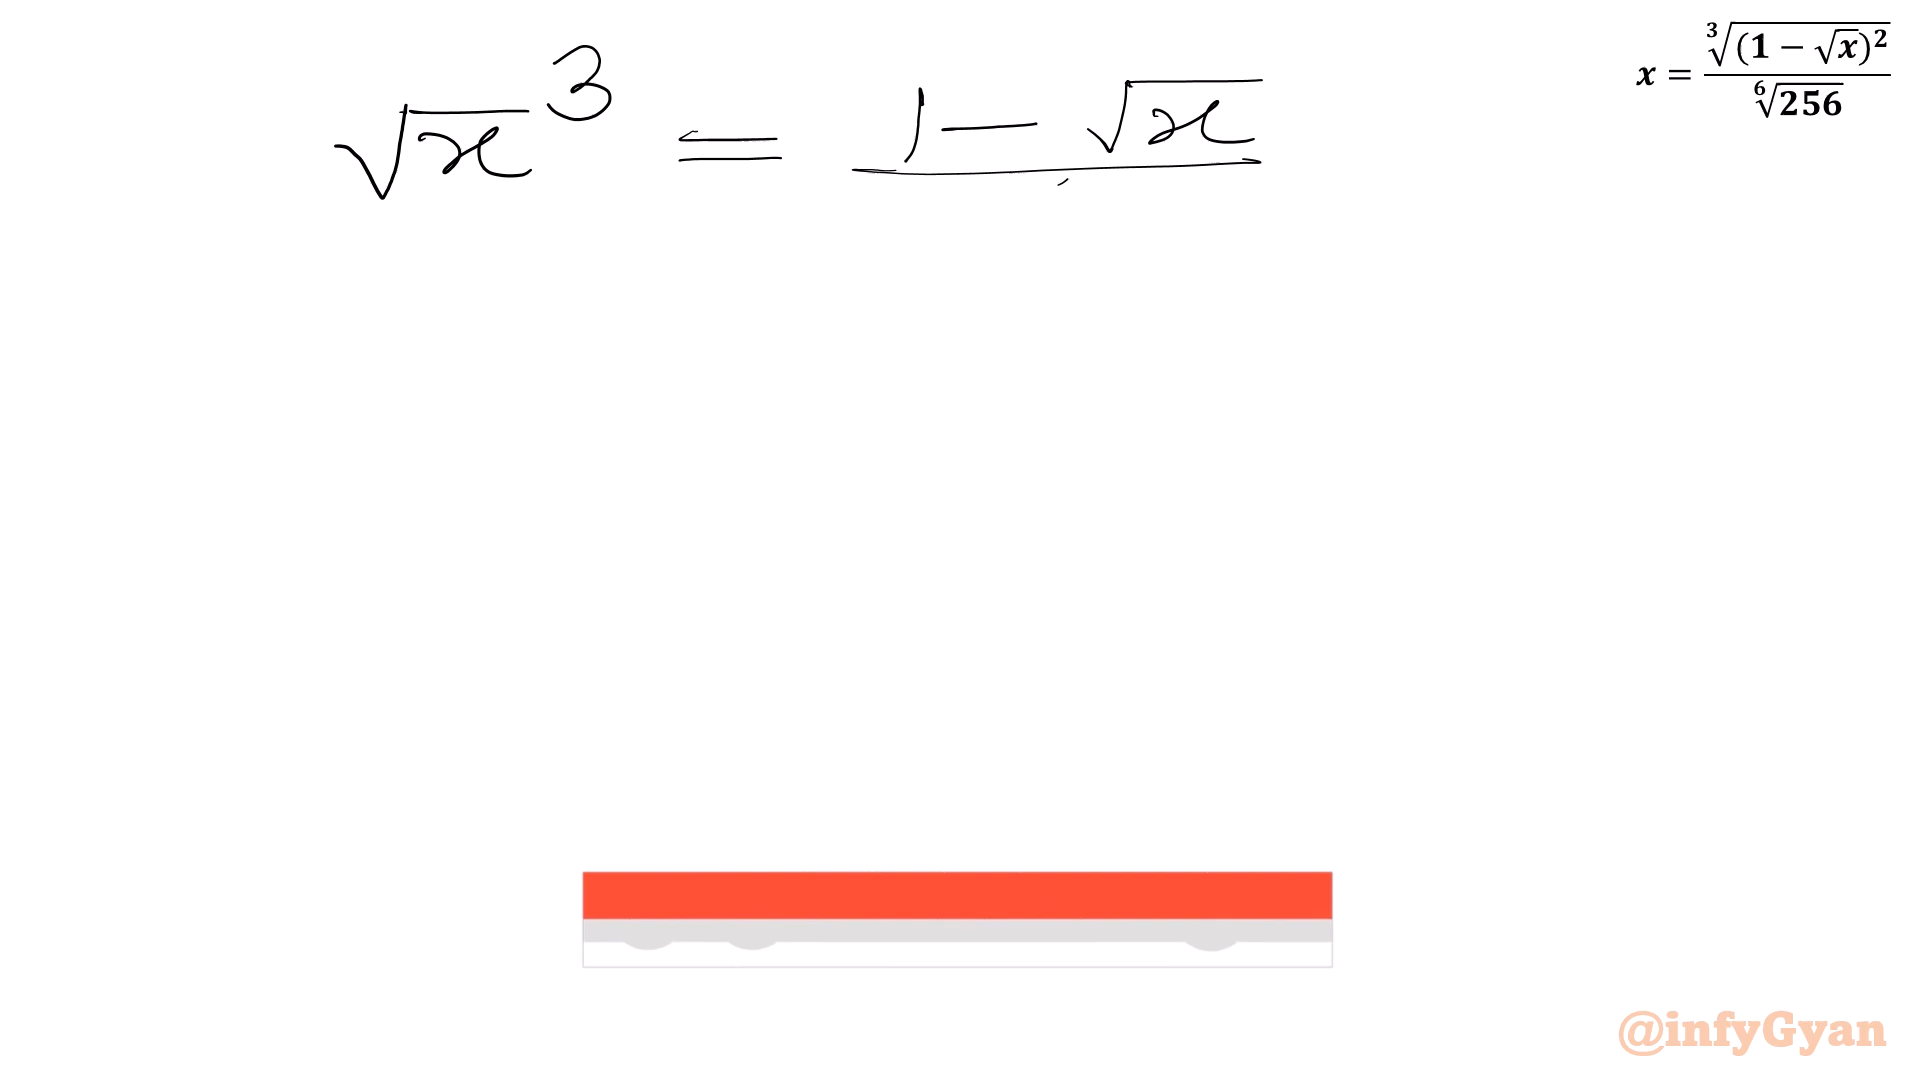 √x³ = (1 − √x)/
x = ∛((1 − √x)²) / ⁶√256
@infyGyan